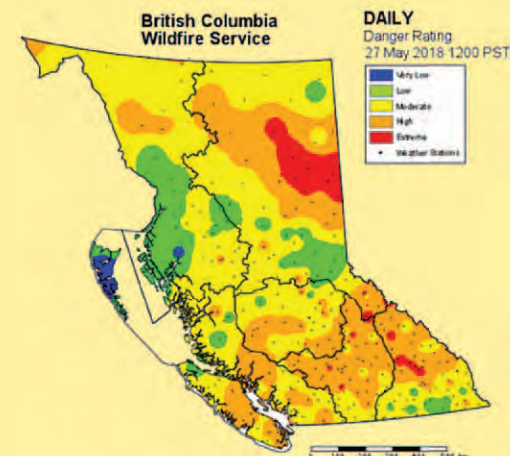 British Columbia
Wildfire Service
DAILY
Danger Rating
27 May 2018 1200 PST
Very Low
Low
Moderate
High
Extreme
Weather Stations